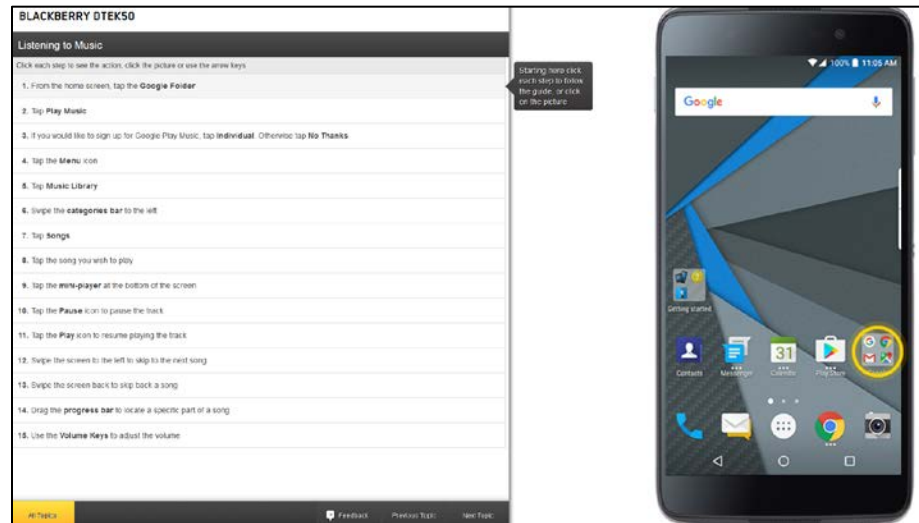 BLACKBERRY DTEK50
Listening to Music
Click each step to see the action, click the picture or use the arrow keys
1. From the home screen, tap the Google Folder
2. Tap Play Music
3. If you would like to sign up for Google Play Music, tap Individual. Otherwise tap No Thanks
4. Tap the Menu icon
5. Tap Music Library
6. Swipe the categories bar to the left
7. Tap Songs
8. Tap the song you wish to play
9. Tap the mini-player at the bottom of the screen
10. Tap the Pause icon to pause the track
11. Tap the Play icon to resume playing the track
12. Swipe the screen to the left to skip to the next song
13. Swipe the screen back to skip back a song
14. Drag the progress bar to locate a specific part of a song
15. Use the Volume Keys to adjust the volume
All Topics
Feedback
Previous Topic
Next Topic
Starting here click
each step to follow
the guide, or click
on the picture
100% 11:05 AM
Google
Getting started
Contacts
Messenger
31
Calendar
Play Store